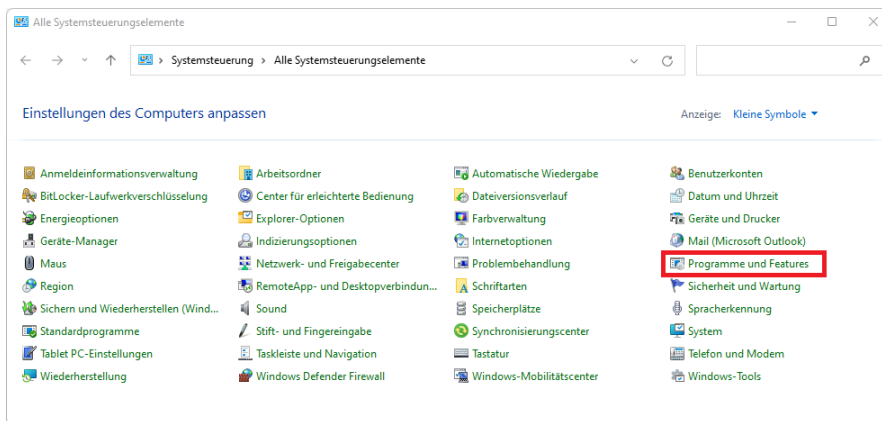 Alle Systemsteuerungselemente
Systemsteuerung > Alle Systemsteuerungselemente
Einstellungen des Computers anpassen
Anzeige: Kleine Symbole
Anmeldeinformationsverwaltung Arbeitsordner Automatische Wiedergabe Benutzerkonten
BitLocker-Laufwerkverschlüsselung Center für erleichterte Bedienung Dateiversionsverlauf Datum und Uhrzeit
Energieoptionen Explorer-Optionen Farbverwaltung Geräte und Drucker
Geräte-Manager Indizierungsoptionen Internetoptionen Mail (Microsoft Outlook)
Maus Netzwerk- und Freigabecenter Problembehandlung Programme und Features
Region RemoteApp- und Desktopverbindun... Schriftarten Sicherheit und Wartung
Sichern und Wiederherstellen (Wind... Sound Speicherplätze Spracherkennung
Standardprogramme Stift- und Fingereingabe Synchronisierungscenter System
Tablet PC-Einstellungen Taskleiste und Navigation Tastatur Telefon und Modem
Wiederherstellung Windows Defender Firewall Windows-Mobilitätscenter Windows-Tools